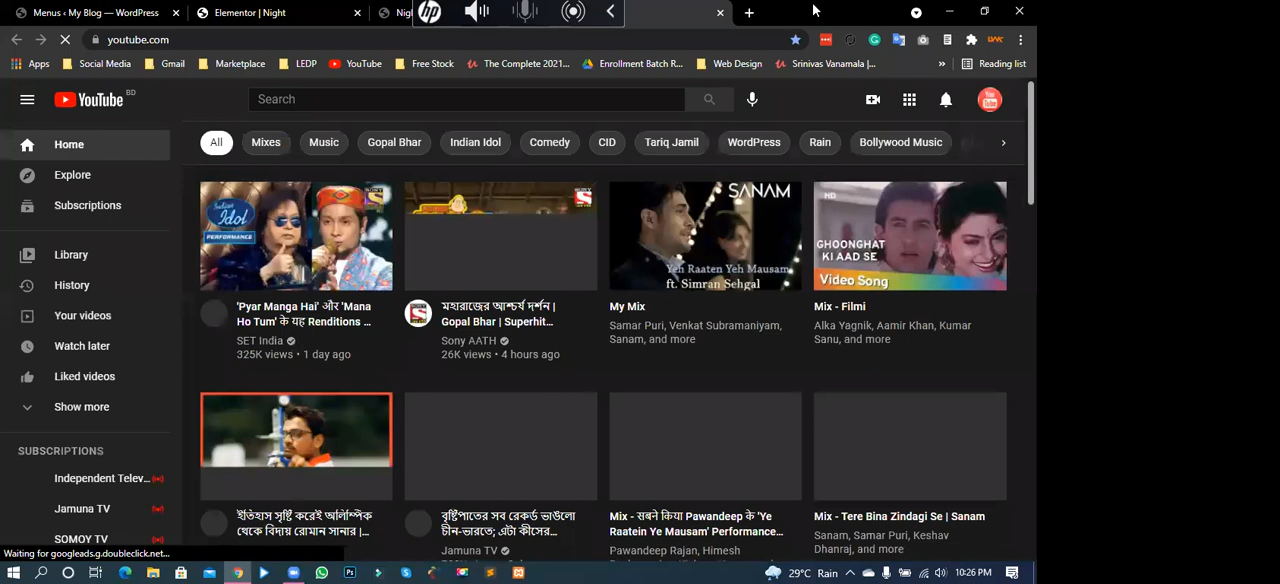 Menus ‹ My Blog — WordPress
Elementor | Night
Nig
hp
youtube.com
Apps
Social Media
Gmail
Marketplace
LEDP
YouTube
Free Stock
The Complete 2021...
Enrollment Batch R...
Web Design
Srinivas Vanamala |...
»
Reading list
YouTube BD
Search
Home
Explore
Subscriptions
Library
History
Your videos
Watch later
Liked videos
Show more
SUBSCRIPTIONS
Independent Telev...
Jamuna TV
SOMOY TV
All
Mixes
Music
Gopal Bhar
Indian Idol
Comedy
CID
Tariq Jamil
WordPress
Rain
Bollywood Music
Indian Idol
PERFORMANCE
SANAM
Yeh Raaten Yeh Mausam
ft. Simran Sehgal
HD
GHOONGHAT
KI AAD SE
Video Song
'Pyar Manga Hai' और 'Mana
Ho Tum' के यह Renditions ...
SET India
325K views • 1 day ago
মহারাজের আশ্চর্য দর্শন |
Gopal Bhar | Superhit...
Sony AATH
26K views • 4 hours ago
My Mix
Samar Puri, Venkat Subramaniyam,
Sanam, and more
Mix - Filmi
Alka Yagnik, Aamir Khan, Kumar
Sanu, and more
ইতিহাস সৃষ্টি করেই অলিম্পিক
থেকে বিদায় রোমান সানার |...
বৃষ্টিপাতের সব রেকর্ড ভাঙলো
চীন-ভারতে; এটা কীসের...
Jamuna TV
Mix - सबने किया Pawandeep के 'Ye
Raatein Ye Mausam' Performance...
Pawandeep Rajan, Himesh
Mix - Tere Bina Zindagi Se | Sanam
Sanam, Samar Puri, Keshav
Dhanraj, and more
Waiting for googleads.g.doubleclick.net...
29°C Rain
10:26 PM